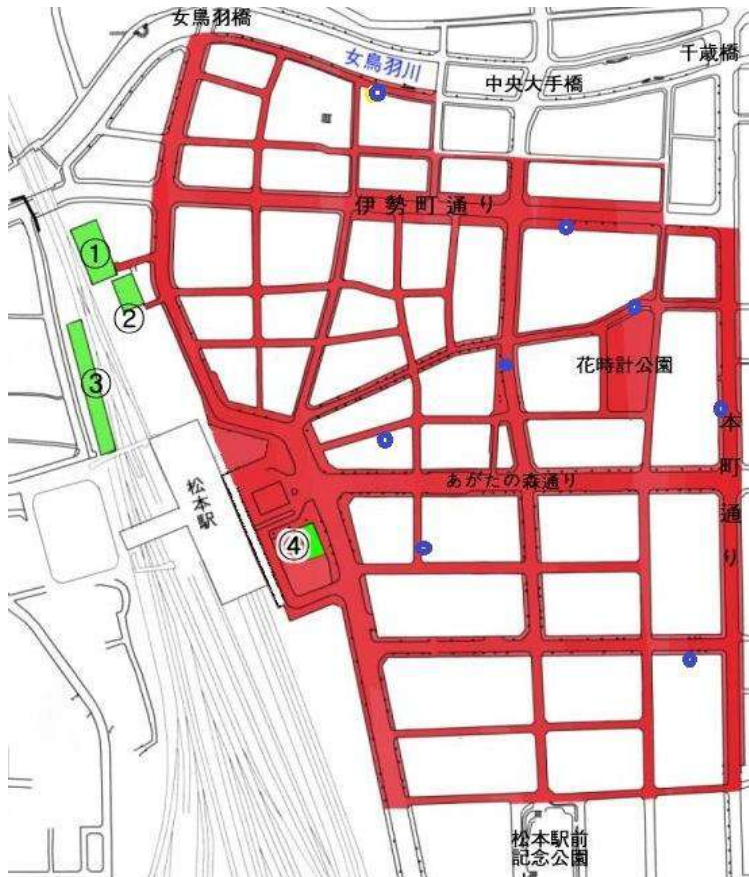 女鳥羽橋
千歳橋
女鳥羽川
中央大手橋
伊勢町通り
①
②
花時計公園
③
本町通り
あがたの森通り
松本駅
④
松本駅前
記念公園